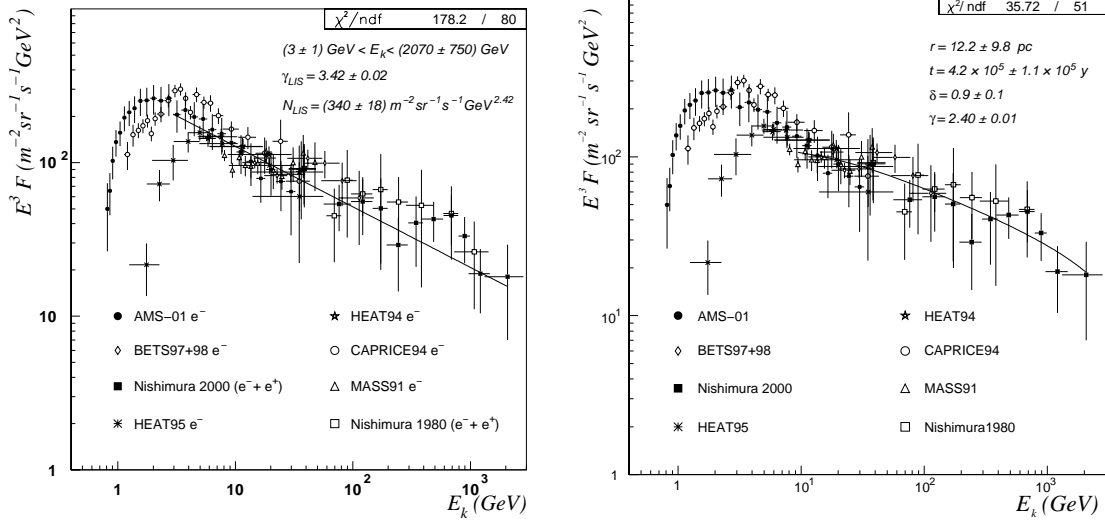 χ²/ndf 178.2 / 80
(3 ± 1) GeV < E_k < (2070 ± 750) GeV
γ_LIS = 3.42 ± 0.02
N_LIS = (340 ± 18) m⁻² sr⁻¹ s⁻¹ GeV^2.42
E³ F (m⁻² sr⁻¹ s⁻¹ GeV²)
10²
10
1
AMS−01 e⁻
BETS97+98 e⁻
Nishimura 2000 (e⁻ + e⁺)
HEAT95 e⁻
HEAT94 e⁻
CAPRICE94 e⁻
MASS91 e⁻
Nishimura 1980 (e⁻ + e⁺)
1 10 10² 10³
E_k (GeV)
χ²/ ndf 35.72 / 51
r = 12.2 ± 9.8 pc
t = 4.2 × 10⁵ ± 1.1 × 10⁵ y
δ = 0.9 ± 0.1
γ = 2.40 ± 0.01
E³ F (m⁻² sr⁻¹ s⁻¹ GeV²)
10²
10¹
1
AMS−01
BETS97+98
Nishimura 2000
HEAT95
HEAT94
CAPRICE94
MASS91
Nishimura1980
1 10¹ 10² 10³
E_k (GeV)